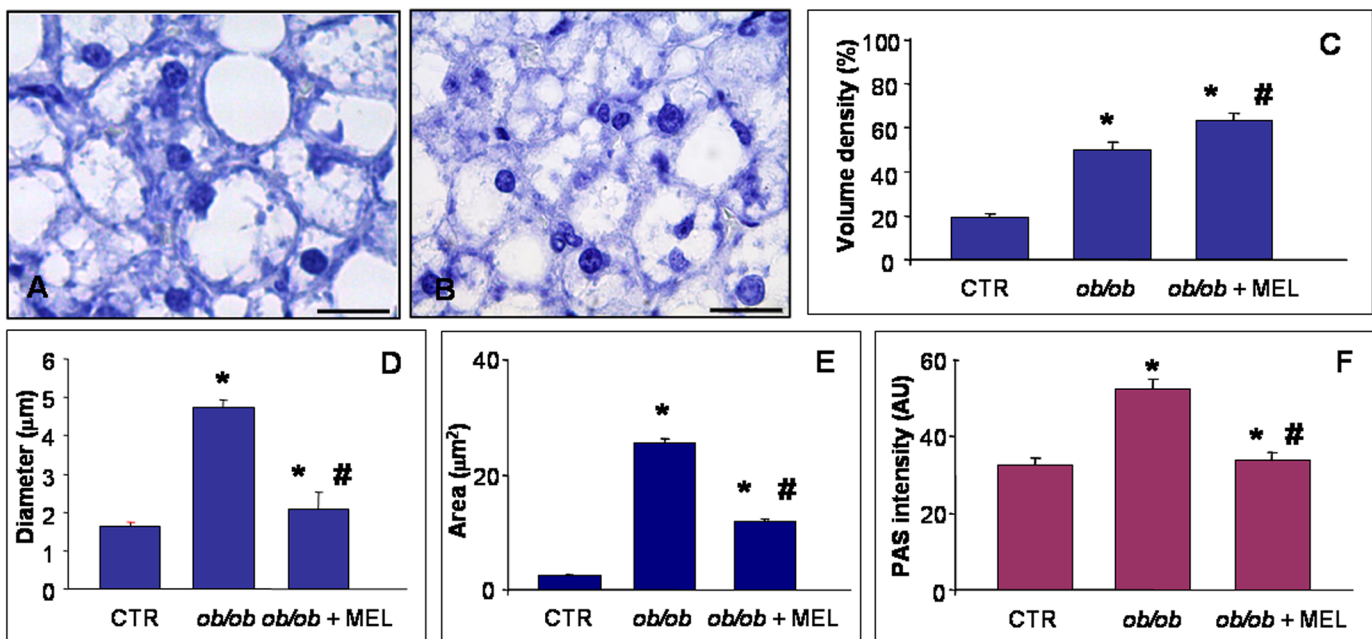 A
B
C
Volume density (%)
100
80
60
40
20
0
*
* #
CTR
ob/ob
ob/ob + MEL
D
Diameter (μm)
6
5
4
3
2
1
0
*
* #
CTR
ob/ob
ob/ob + MEL
E
Area (μm²)
40
20
0
*
* #
CTR
ob/ob
ob/ob + MEL
F
PAS intensity (AU)
60
40
20
0
*
* #
CTR
ob/ob
ob/ob + MEL